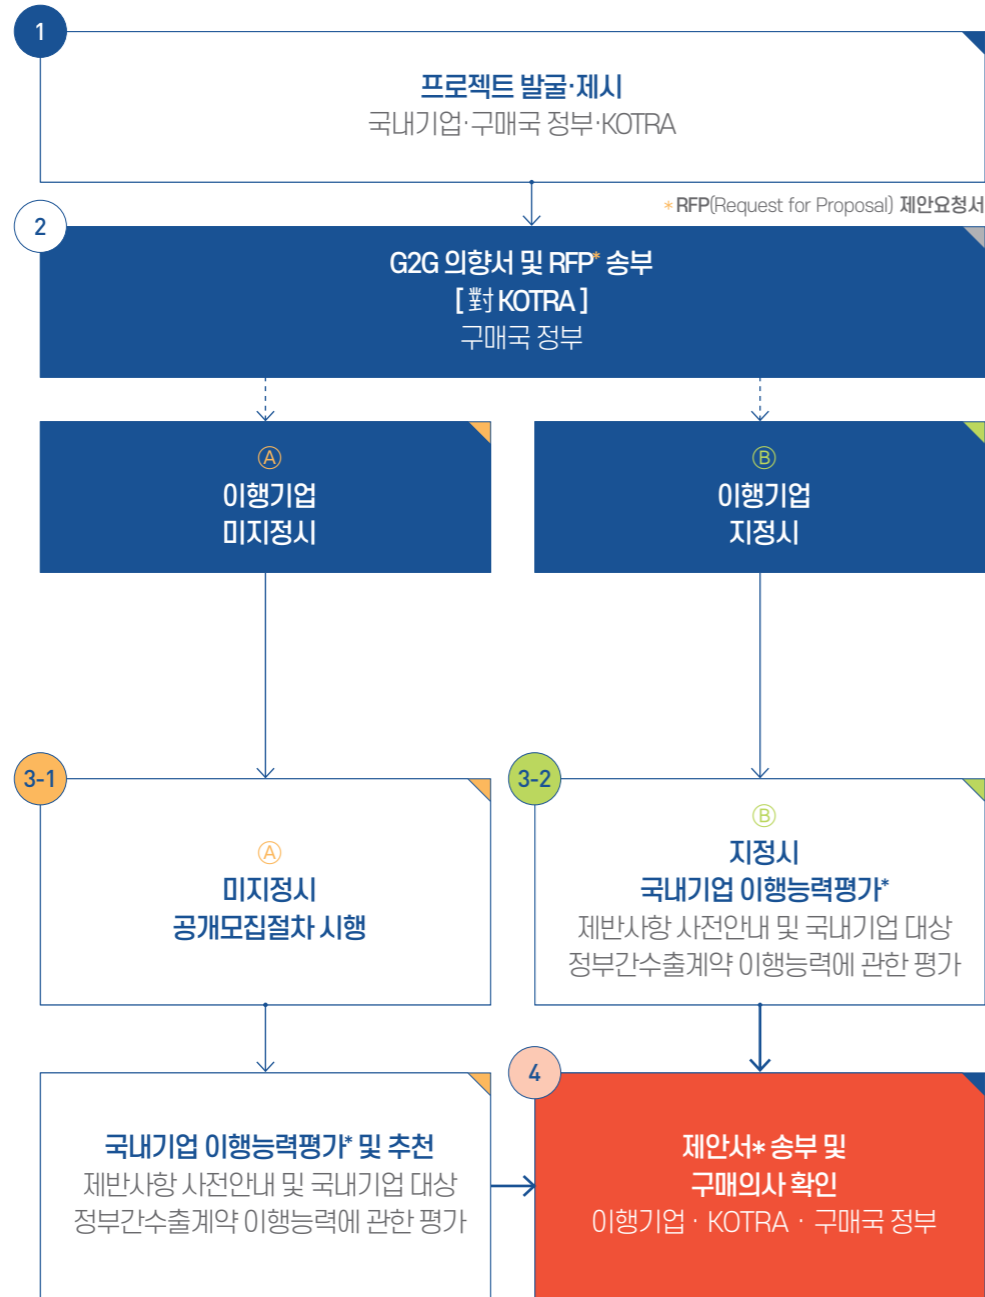 1
프로젝트 발굴·제시
국내기업·구매국 정부·KOTRA
*RFP(Request for Proposal) 제안요청서
2
G2G 의향서 및 RFP* 송부
[ 對 KOTRA ]
구매국 정부
Ⓐ
이행기업
미지정시
Ⓑ
이행기업
지정시
3-1
Ⓐ
미지정시
공개모집절차 시행
3-2
Ⓑ
지정시
국내기업 이행능력평가*
제반사항 사전안내 및 국내기업 대상
정부간수출계약 이행능력에 관한 평가
국내기업 이행능력평가* 및 추천
제반사항 사전안내 및 국내기업 대상
정부간수출계약 이행능력에 관한 평가
4
제안서* 송부 및
구매의사 확인
이행기업 · KOTRA · 구매국 정부